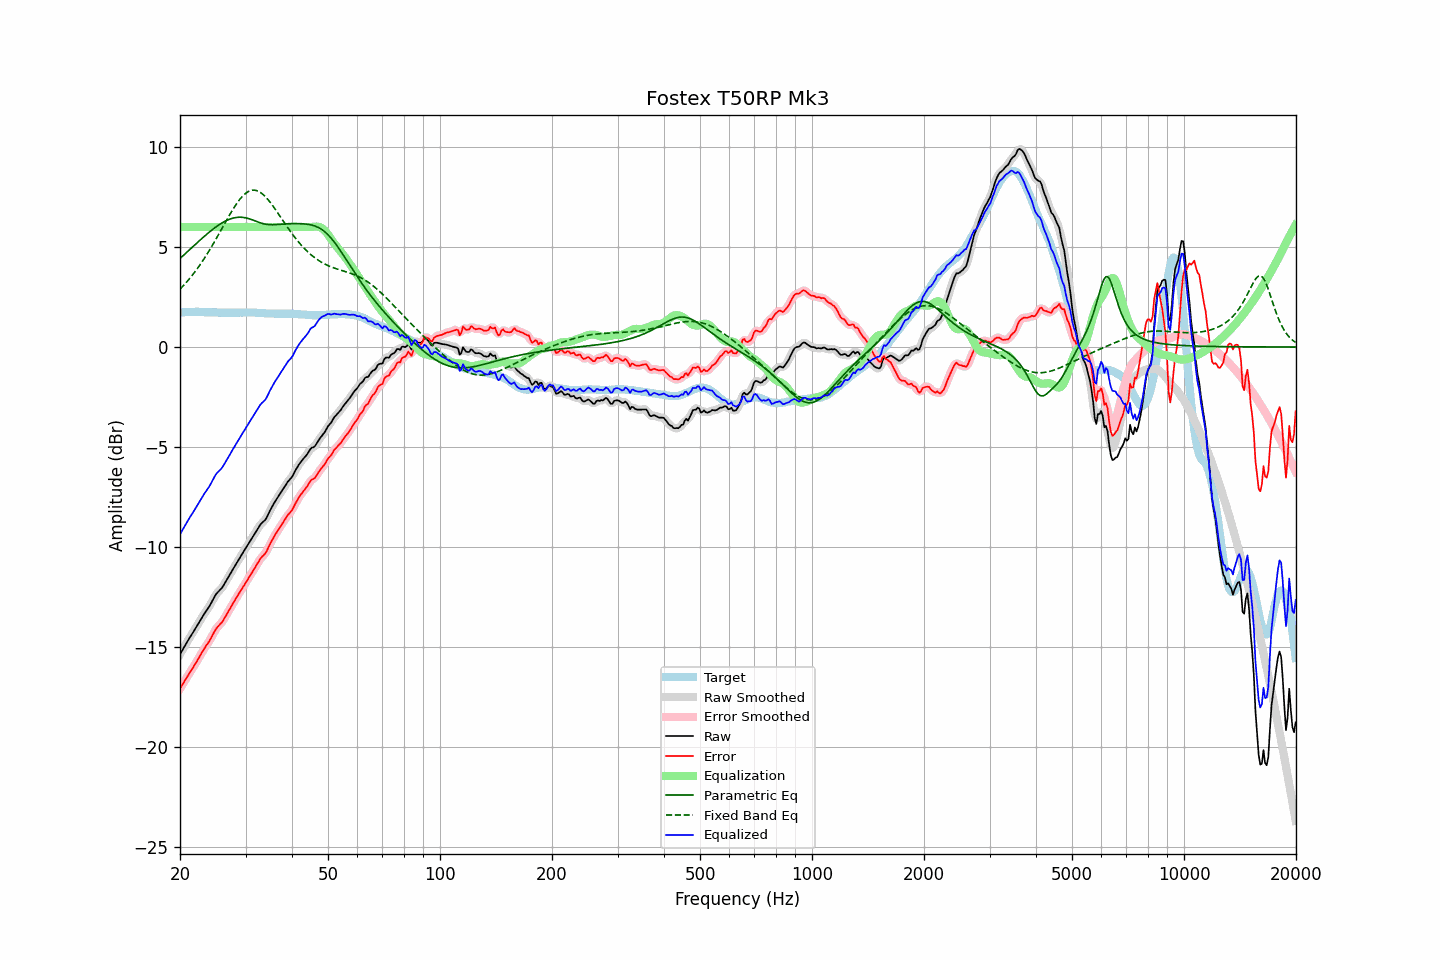 Fostex T50RP Mk3
10
5
0
−5
−10
−15
−20
−25
Amplitude (dBr)
Target
Raw Smoothed
Error Smoothed
Raw
Error
Equalization
Parametric Eq
Fixed Band Eq
Equalized
20 50 100 200 500 1000 2000 5000 10000 20000
Frequency (Hz)